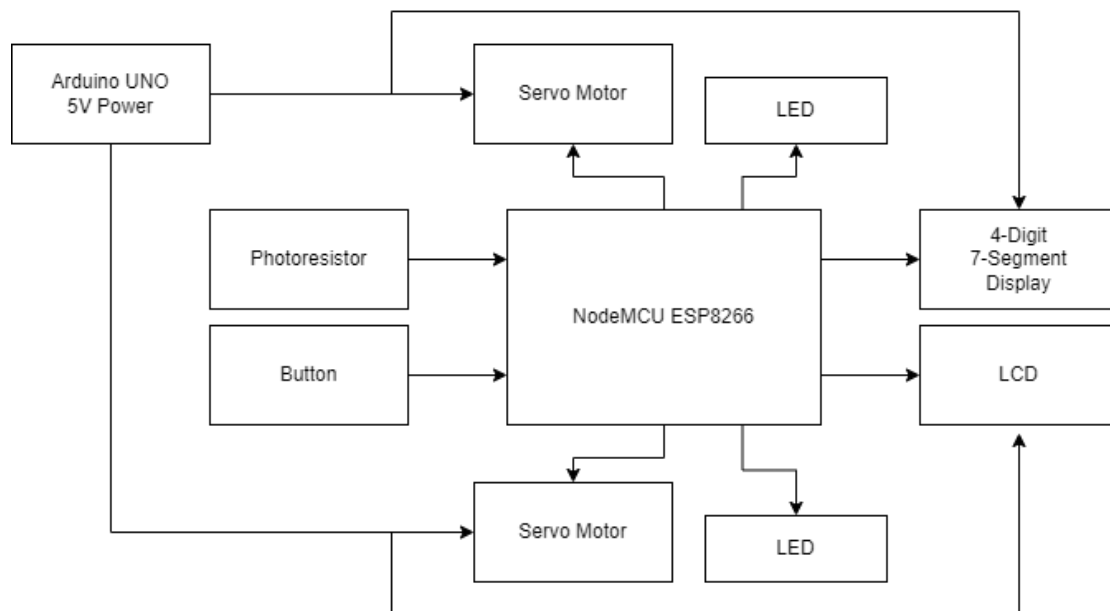 Arduino UNO
5V Power
Servo Motor
LED
Photoresistor
NodeMCU ESP8266
4-Digit
7-Segment
Display
Button
LCD
Servo Motor
LED